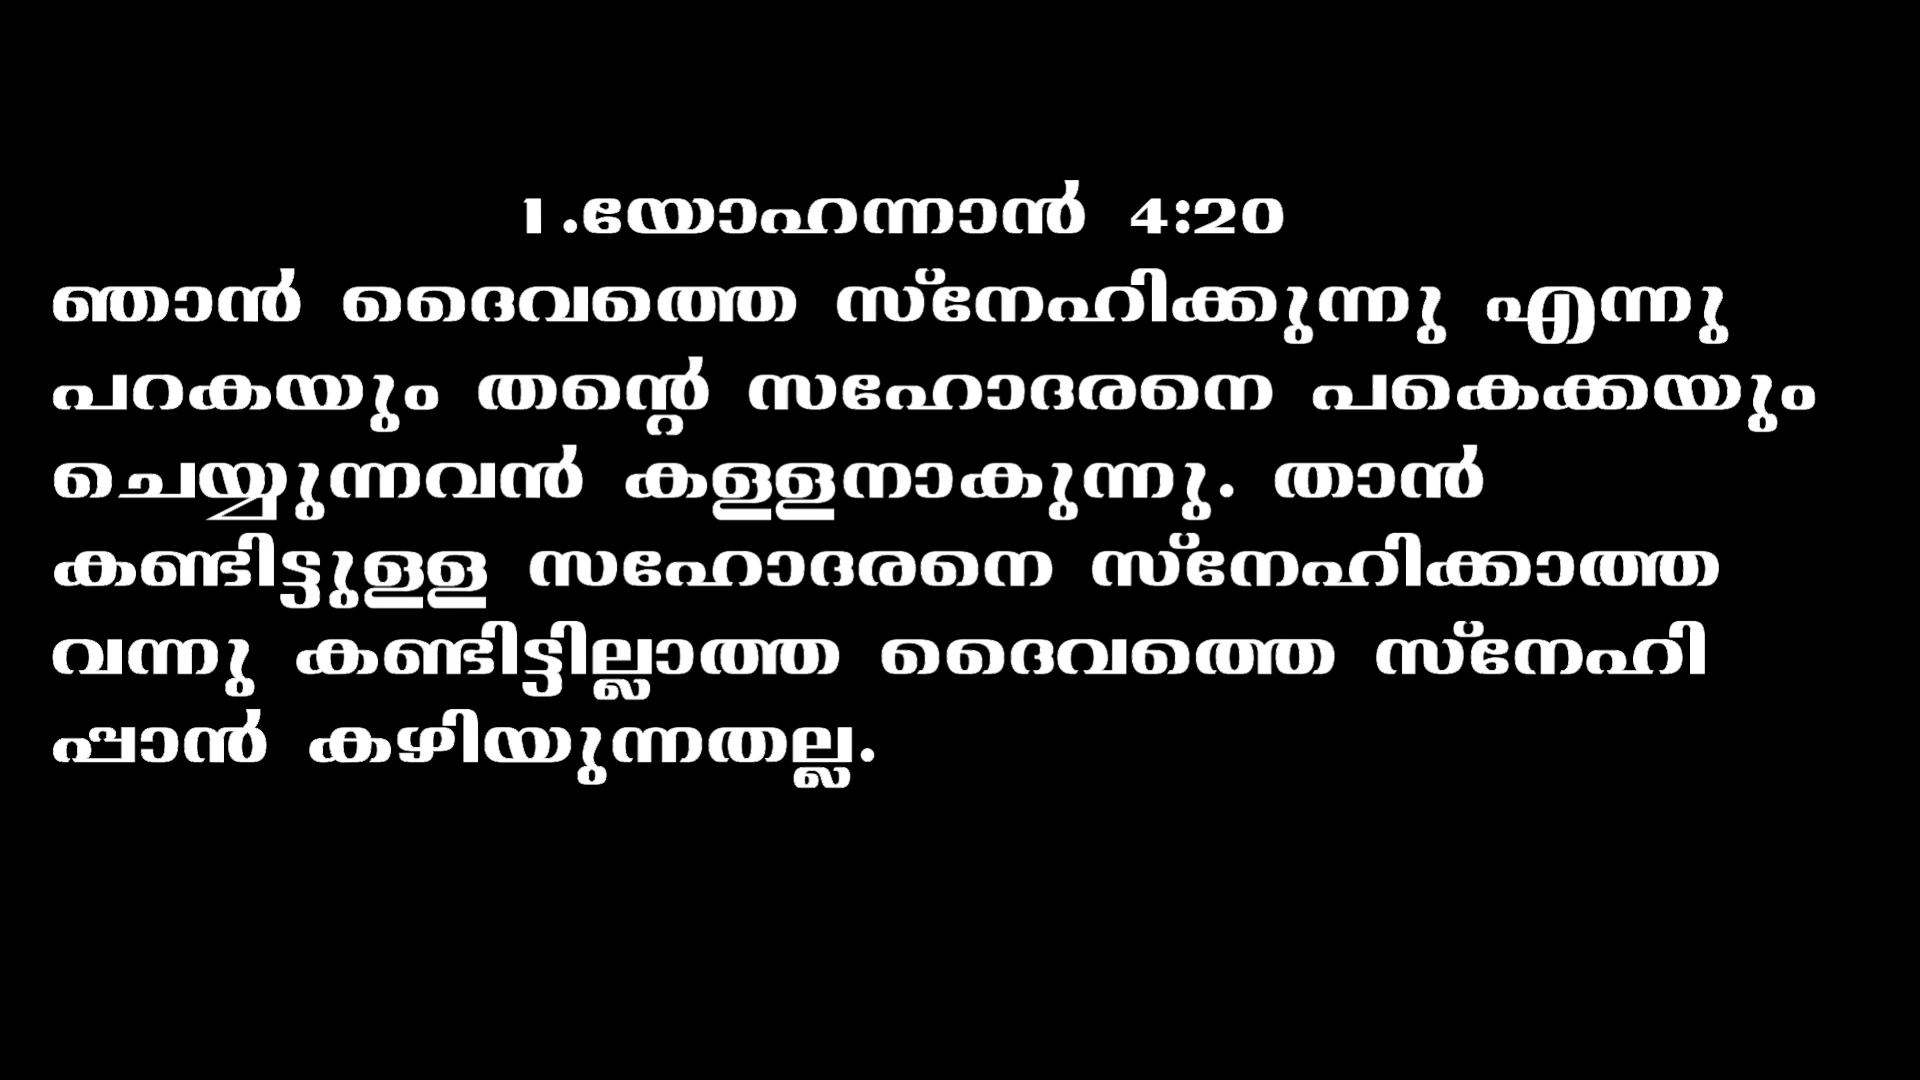 1.യോഹന്നാൻ 4:20
ഞാൻ ദൈവത്തെ സ്നേഹിക്കുന്നു എന്നു
പറകയും തന്റെ സഹോദരനെ പകെക്കയും
ചെയ്യുന്നവൻ കള്ളനാകുന്നു. താൻ
കണ്ടിട്ടുള്ള സഹോദരനെ സ്നേഹിക്കാത്ത
വന്നു കണ്ടിട്ടില്ലാത്ത ദൈവത്തെ സ്നേഹി
പ്പാൻ കഴിയുന്നതല്ല.